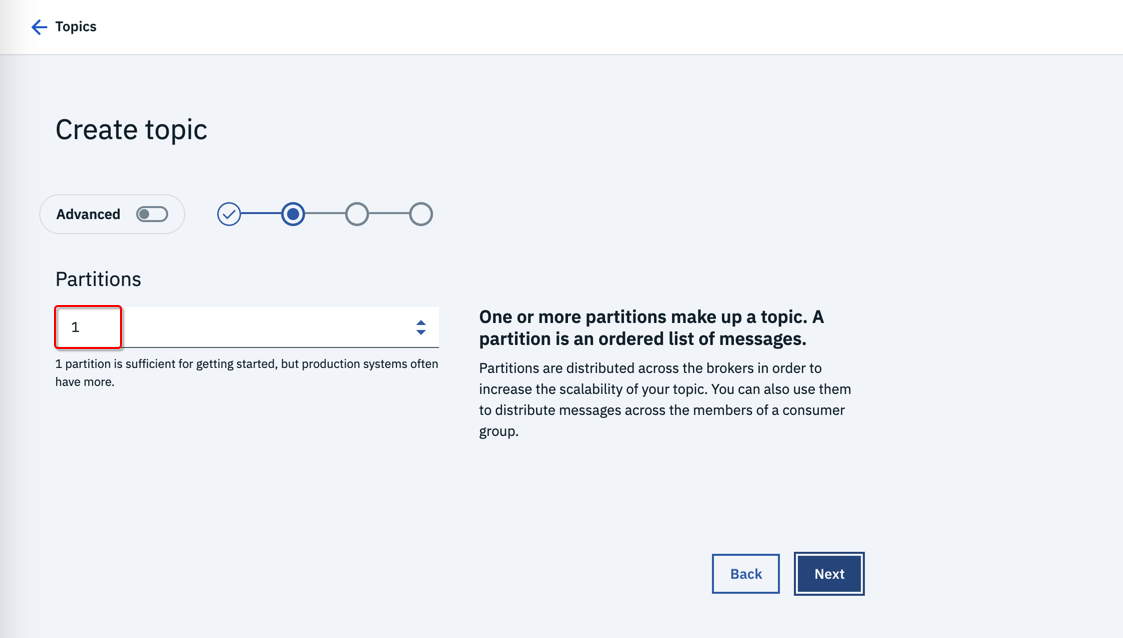 Topics
Create topic
Advanced
Partitions
1
1 partition is sufficient for getting started, but production systems often
have more.
One or more partitions make up a topic. A
partition is an ordered list of messages.
Partitions are distributed across the brokers in order to
increase the scalability of your topic. You can also use them
to distribute messages across the members of a consumer
group.
Back
Next